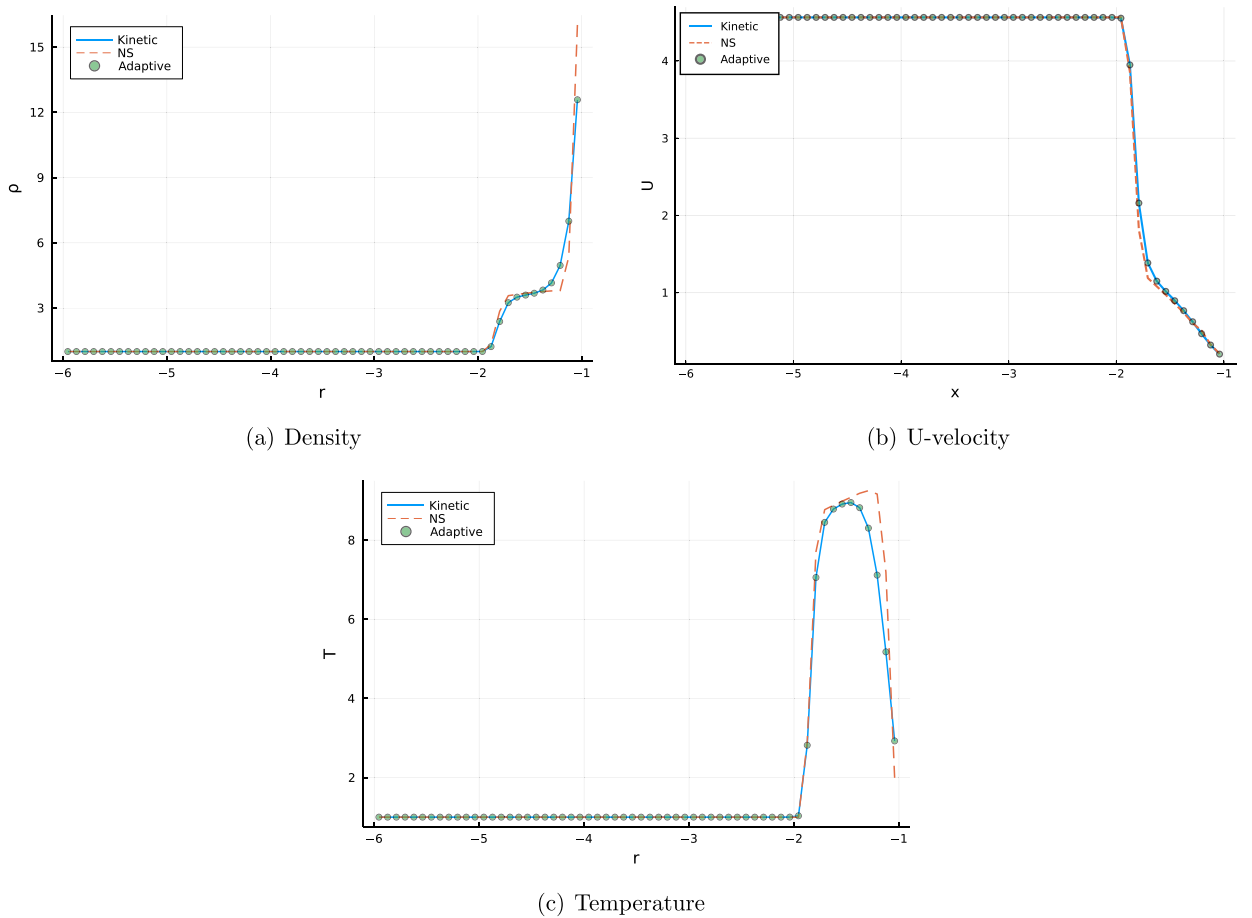 Kinetic
NS
Adaptive
15
12
9
6
3
ρ
−6
−5
−4
−3
−2
−1
r
(a) Density
Kinetic
NS
Adaptive
4
3
2
1
U
−6
−5
−4
−3
−2
−1
x
(b) U-velocity
Kinetic
NS
Adaptive
8
6
4
2
T
−6
−5
−4
−3
−2
−1
r
(c) Temperature